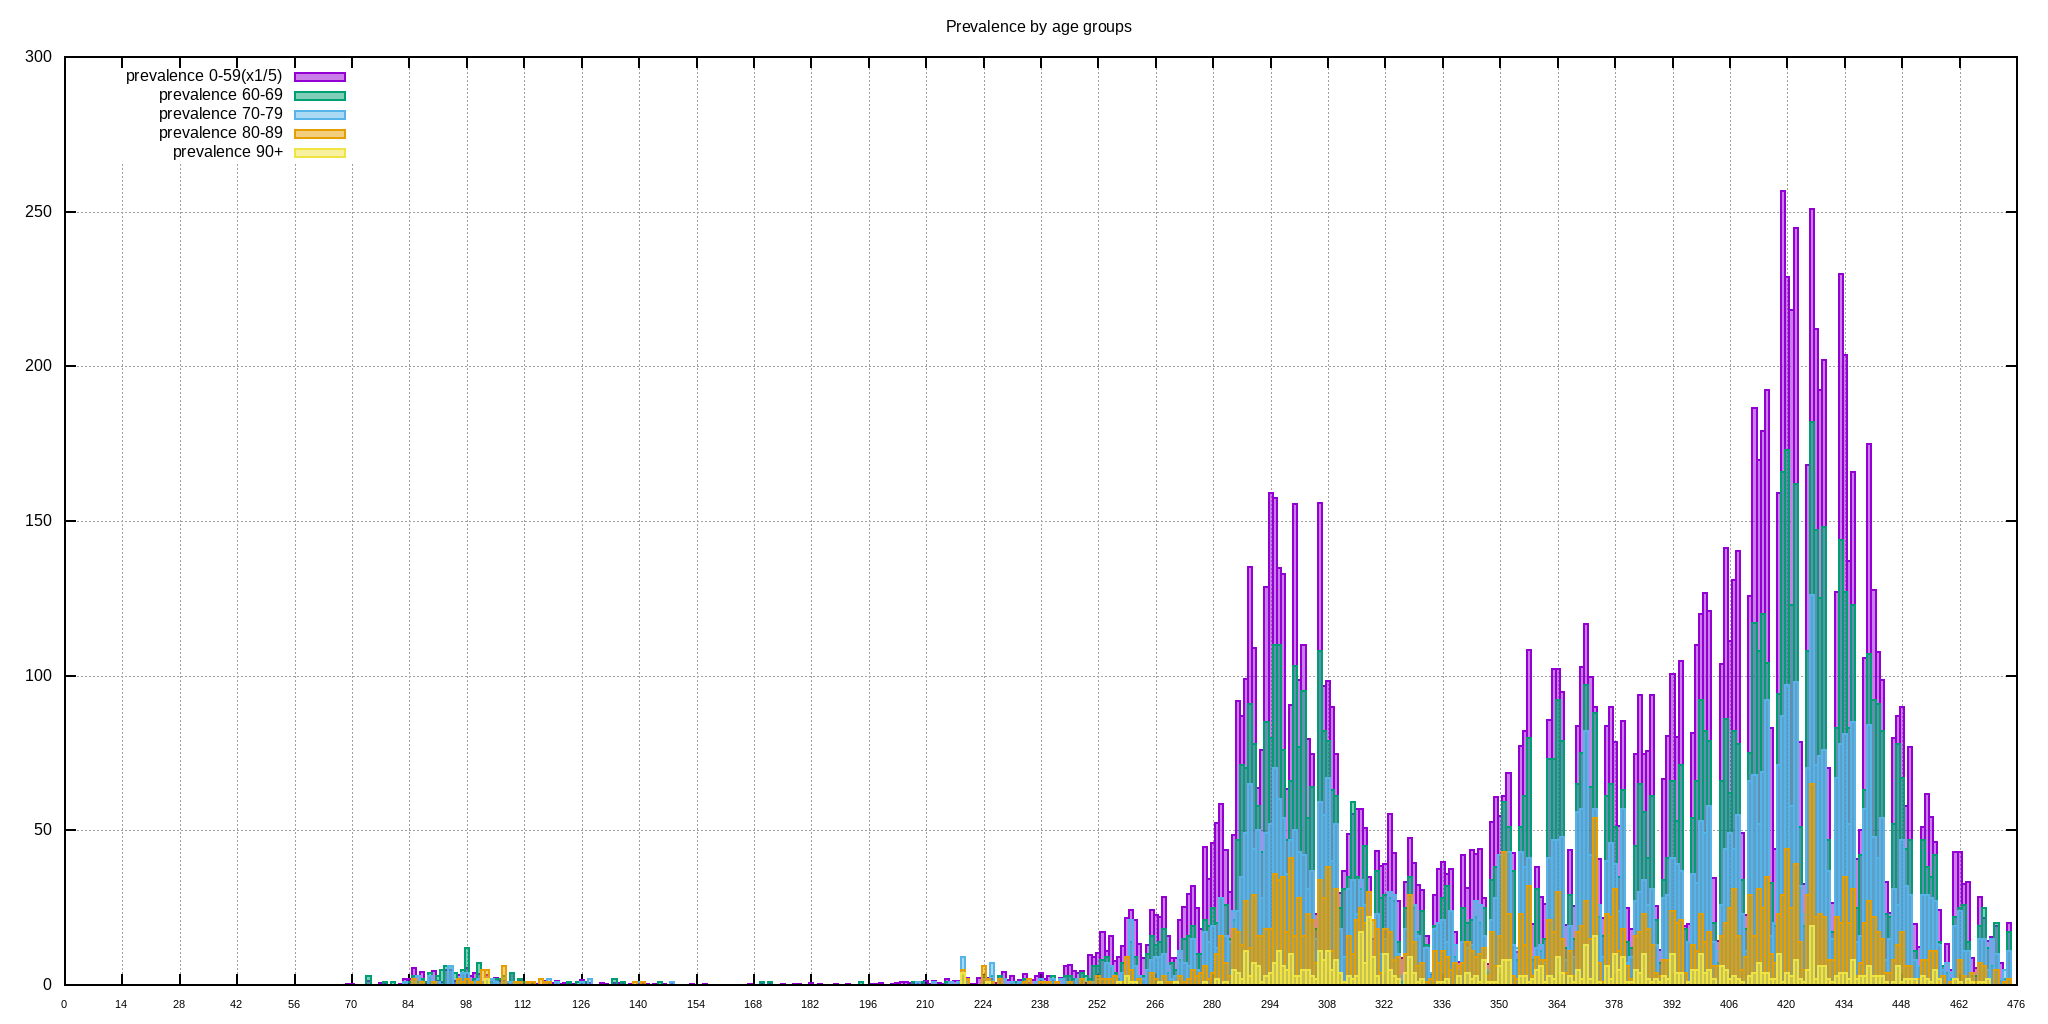 Prevalence by age groups
300
250
200
150
100
50
0
prevalence 0-59(x1/5)
prevalence 60-69
prevalence 70-79
prevalence 80-89
prevalence 90+
0 14 28 42 56 70 84 98 112 126 140 154 168 182 196 210 224 238 252 266 280 294 308 322 336 350 364 378 392 406 420 434 448 462 476